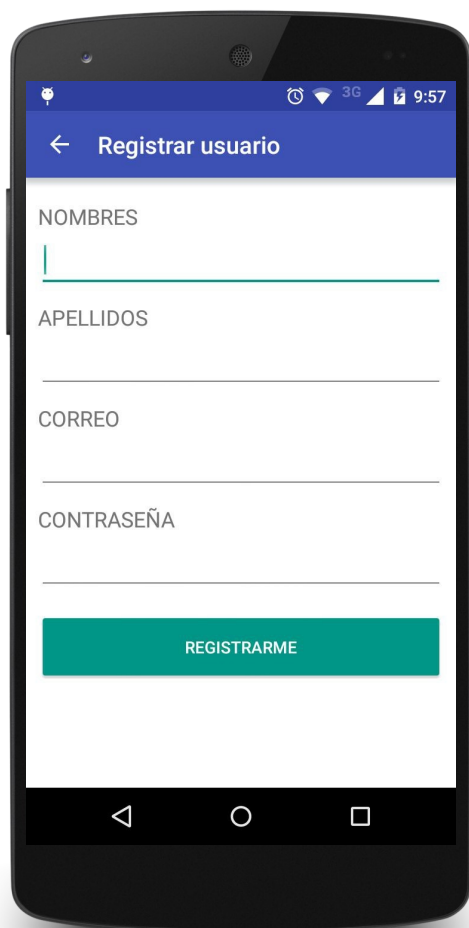 3G 9:57
Registrar usuario
NOMBRES
APELLIDOS
CORREO
CONTRASEÑA
REGISTRARME